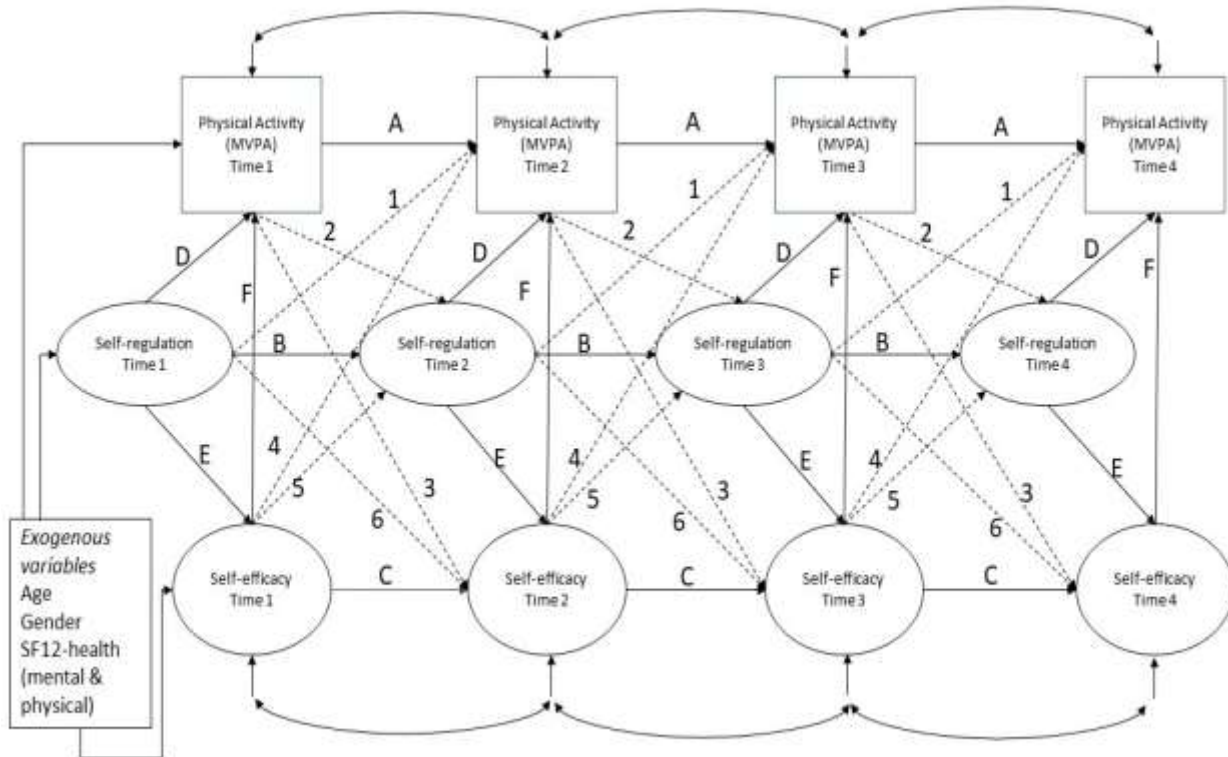 Physical Activity
(MVPA)
Time 1
A
Physical Activity
(MVPA)
Time 2
A
Physical Activity
(MVPA)
Time 3
A
Physical Activity
(MVPA)
Time 4
1
1
1
2
2
2
D
D
D
D
F
F
F
F
Self-regulation
Time 1
B
Self-regulation
Time 2
B
Self-regulation
Time 3
B
Self-regulation
Time 4
E
E
E
E
4
4
4
5
5
5
3
3
3
6
6
6
Exogenous
variables
Age
Gender
SF12-health
(mental &
physical)
Self-efficacy
Time 1
C
Self-efficacy
Time 2
C
Self-efficacy
Time 3
C
Self-efficacy
Time 4